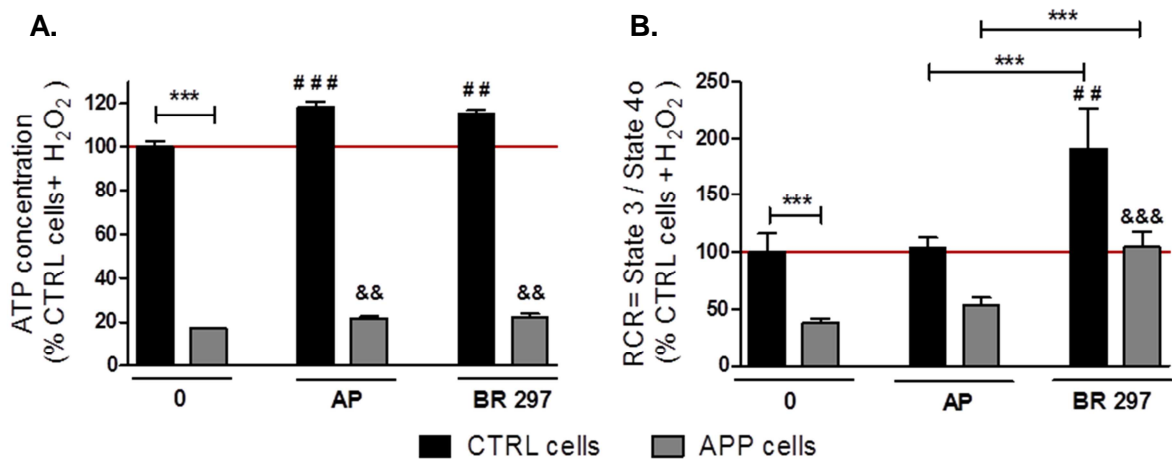 A.
ATP concentration
(% CTRL cells+ H2O2 )
120
100
80
60
40
20
0
***
# # #
# #
&&
&&
0
AP
BR 297
B.
RCR= State 3 / State 4o
(% CTRL cells + H2O2 )
250
200
150
100
50
0
***
***
***
# #
&&&
0
AP
BR 297
CTRL cells
APP cells